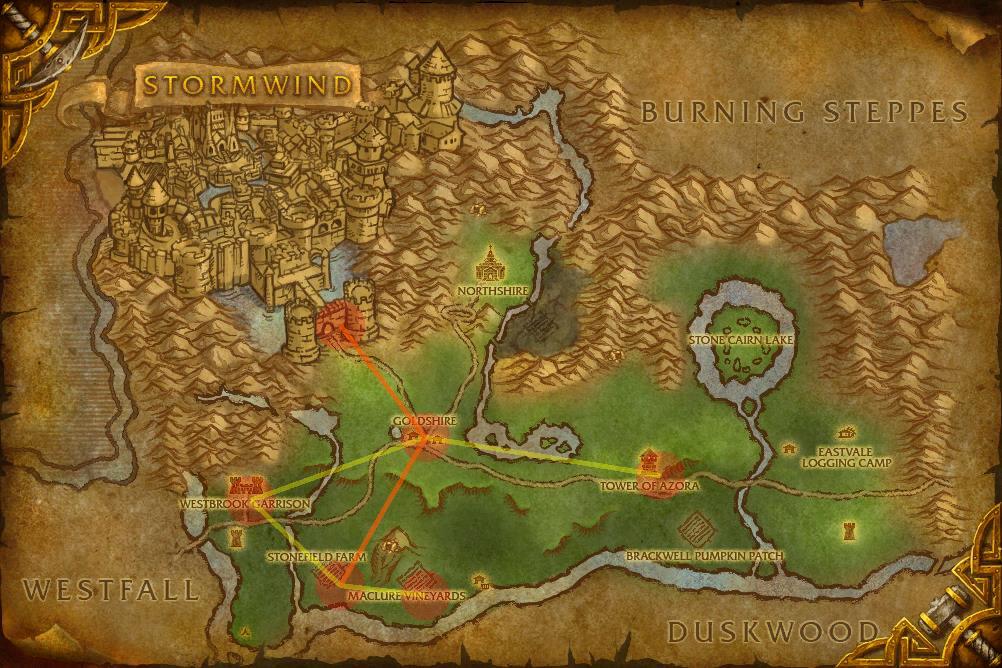 STORMWIND
BURNING STEPPES
NORTHSHIRE
STONE CAIRN LAKE
GOLDSHIRE
EASTVALE
LOGGING CAMP
TOWER OF AZORA
WESTBROOK GARRISON
STONEFIELD FARM
BRACKWELL PUMPKIN PATCH
MACLURE VINEYARDS
WESTFALL
DUSKWOOD